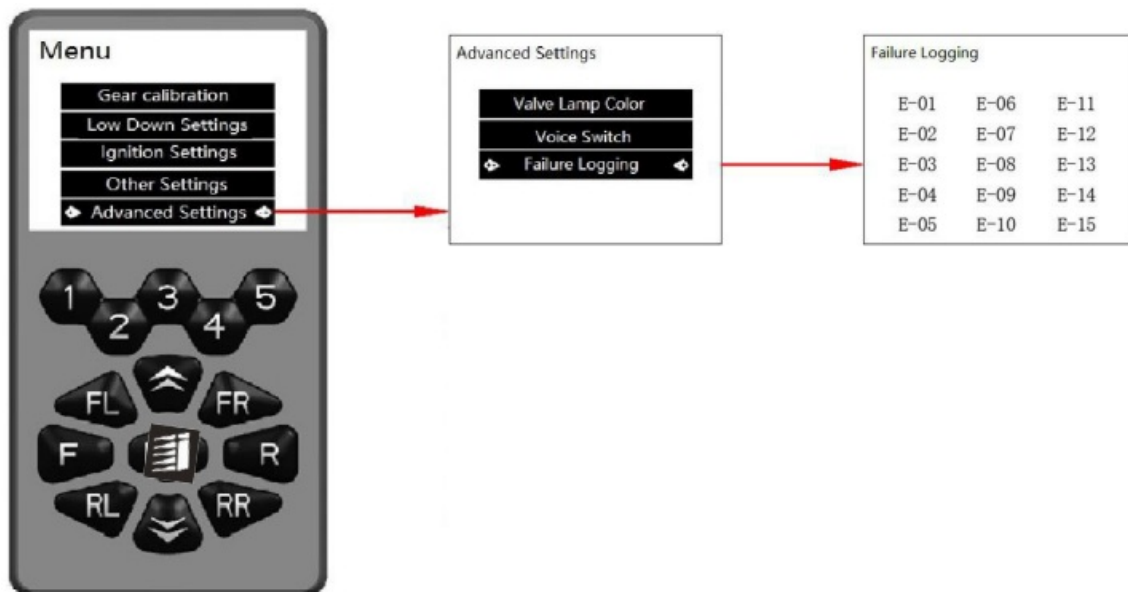 Menu
Gear calibration
Low Down Settings
Ignition Settings
Other Settings
Advanced Settings
1 2 3 4 5
FL FR
F R
RL RR
Advanced Settings
Valve Lamp Color
Voice Switch
Failure Logging
Failure Logging
E-01 E-06 E-11
E-02 E-07 E-12
E-03 E-08 E-13
E-04 E-09 E-14
E-05 E-10 E-15